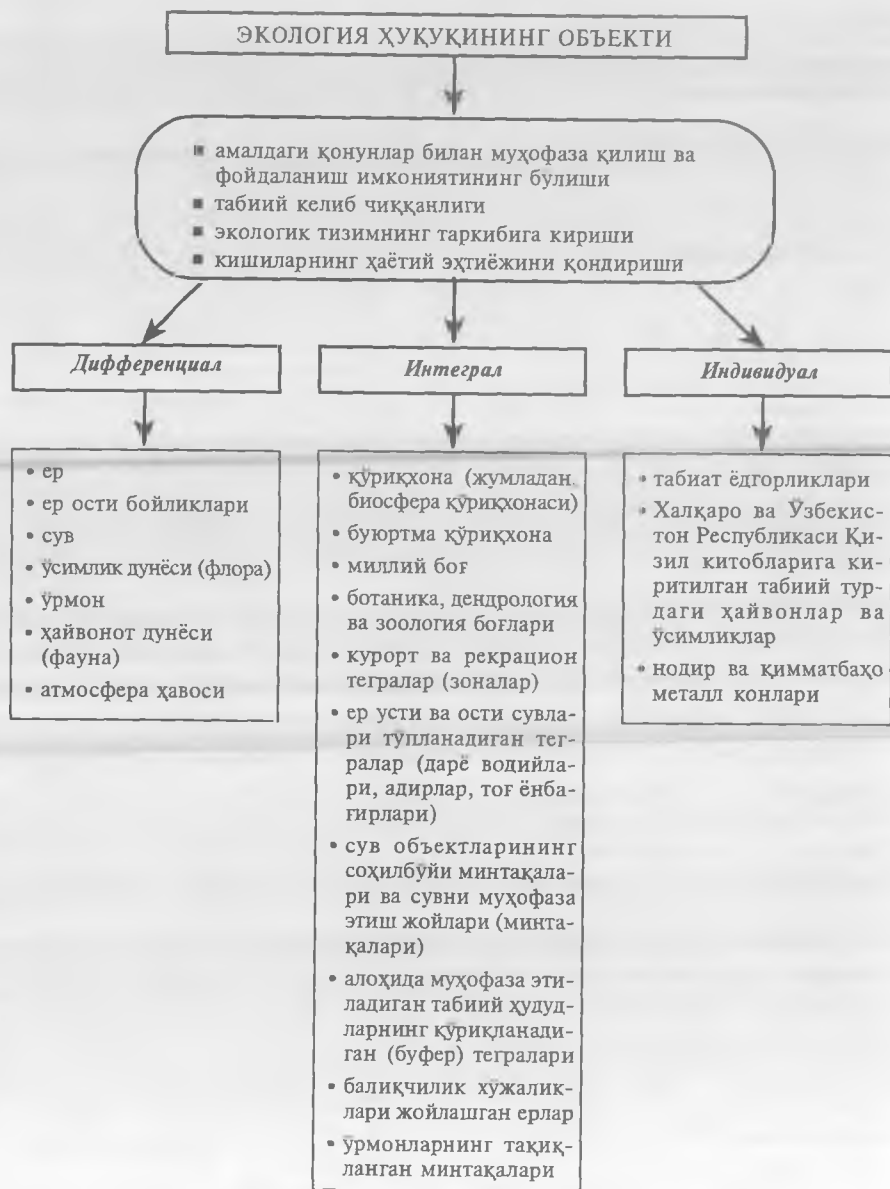 ЭКОЛОГИЯ ҲУҚУҚИНИНГ ОБЪЕКТИ
▪ амалдаги қонунлар билан муҳофаза қилиш ва
фойдаланиш имкониятининг булиши
▪ табиий келиб чиққанлиги
▪ экологик тизимнинг таркибига кириши
▪ кишиларнинг ҳаётий эҳтиёжини қондириши
Дифференциал
• ер
• ер ости бойликлари
• сув
• ўсимлик дунёси (флора)
• ўрмон
• ҳайвонот дунёси
(фауна)
• атмосфера ҳавоси
Интеграл
• қўриқхона (жумладан,
биосфера қўриқхонаси)
• буюртма қўриқхона
• миллий боғ
• ботаника, дендрология
ва зоология боғлари
• курорт ва рекрацион
тегралар (зоналар)
• ер усти ва ости сувла-
ри тўпланадиган тег-
ралар (дарё водийла-
ри, адирлар, тоғ ёнба-
ғирлари)
• сув объектларининг
соҳилбўйи минтақала-
ри ва сувни муҳофаза
этиш жойлари (минта-
қалари)
• алоҳида муҳофаза эти-
ладиган табиий ҳудуд-
ларнинг қўриқланади-
ган (буфер) тегралари
• балиқчилик хўжалик-
лари жойлашган ерлар
• ўрмонларнинг тақиқ-
ланган минтақалари
Индивидуал
• табиат ёдгорликлари
• Халқаро ва Ўзбекис-
тон Республикаси Қи-
зил китобларига ки-
ритилган табиий тур-
даги ҳайвонлар ва
ўсимликлар
• нодир ва қимматбаҳо
металл конлари